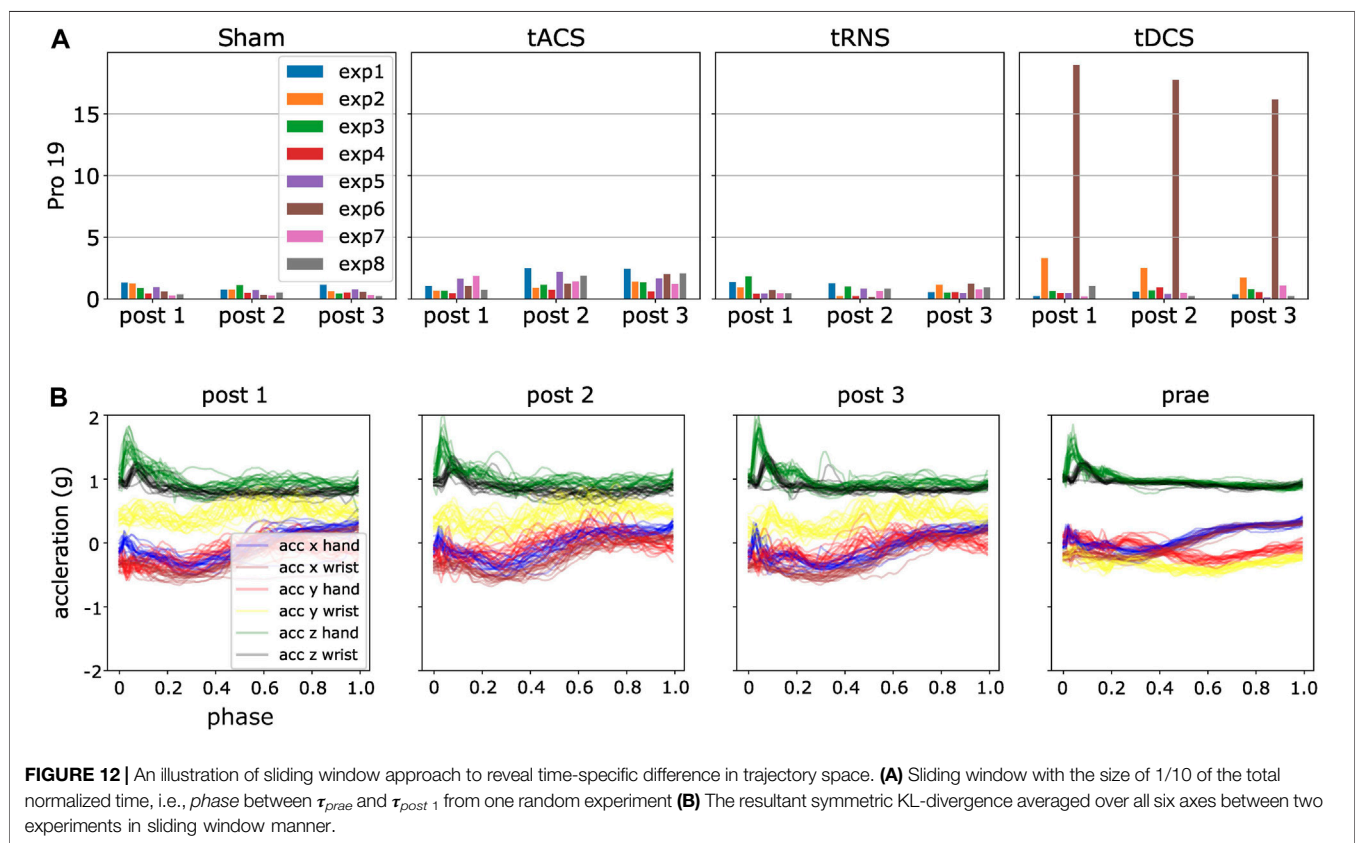 A
Sham
tACS
tRNS
tDCS
Pro 19
15
10
5
0
exp1
exp2
exp3
exp4
exp5
exp6
exp7
exp8
post 1 post 2 post 3
post 1 post 2 post 3
post 1 post 2 post 3
post 1 post 2 post 3
B
post 1
post 2
post 3
prae
accleration (g)
2
1
0
-1
-2
acc x hand
acc x wrist
acc y hand
acc y wrist
acc z hand
acc z wrist
0 0.2 0.4 0.6 0.8 1.0
0 0.2 0.4 0.6 0.8 1.0
0 0.2 0.4 0.6 0.8 1.0
0 0.2 0.4 0.6 0.8 1.0
phase
FIGURE 12 | An illustration of sliding window approach to reveal time-specific difference in trajectory space. (A) Sliding window with the size of 1/10 of the total
normalized time, i.e., phase between τprae and τpost 1 from one random experiment (B) The resultant symmetric KL-divergence averaged over all six axes between two
experiments in sliding window manner.